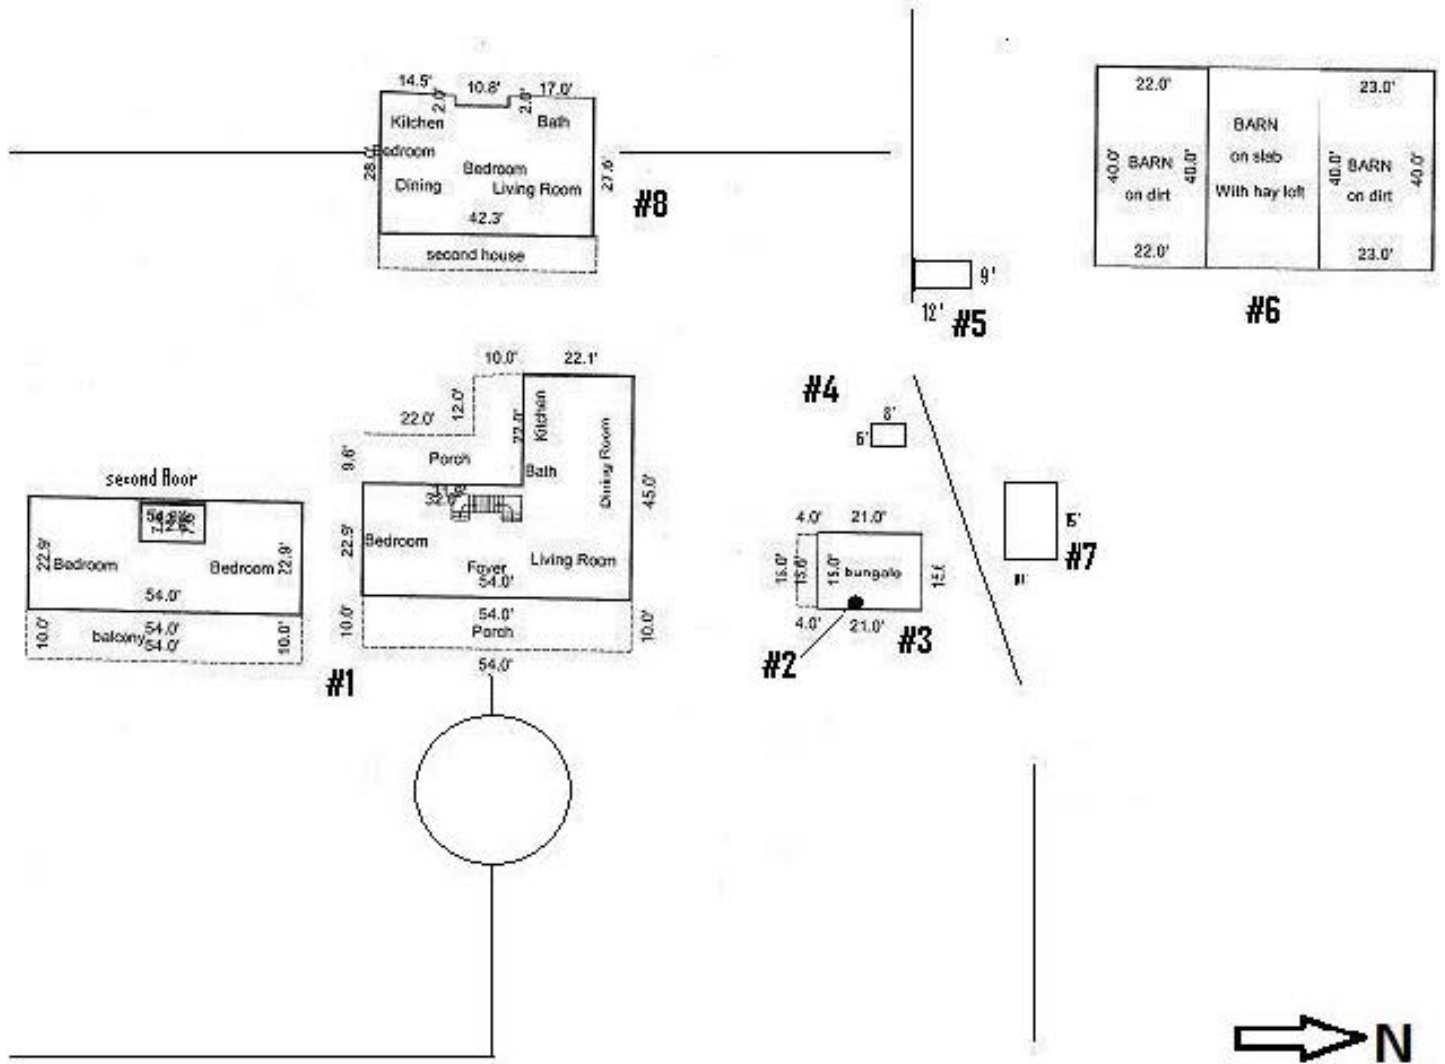 14.5' 10.8' 17.0'
2.0' 2.0'
Kilchen Bath
Bedroom
28.0' Bedroom 27.6'
Dining Living Room
42.3'
second house
#8
22.0' 23.0'
BARN
on slab
With hay loft
40.0' BARN 40.0' 40.0' BARN 40.0'
on dirt on dirt
22.0' 23.0'
#6
9'
12' #5
#4
8'
6'
10.0' 22.1'
12.0'
22.0' 22.0' Kitchen
9.6' Porch Bath Dining Room 45.0'
22.9' Bedroom
Foyer Living Room
54.0'
10.0' 54.0' 10.0'
Porch
54.0'
second floor
22.9' Bedroom Bedroom 22.9'
54.0'
10.0' balcony 54.0' 10.0'
54.0'
#1
4.0' 21.0'
15.0' 15.0' bungalo
4.0' 21.0'
#2 #3
#7
N